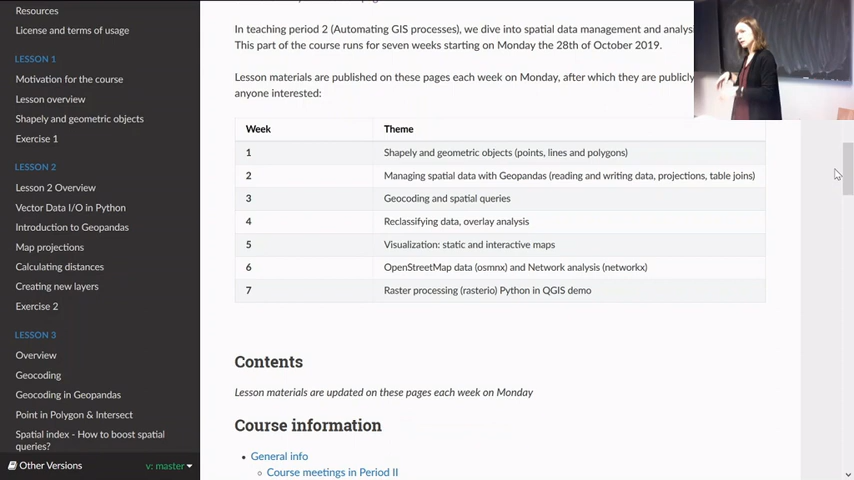 Resources
License and terms of usage
LESSON 1
Motivation for the course
Lesson overview
Shapely and geometric objects
Exercise 1
LESSON 2
Lesson 2 Overview
Vector Data I/O in Python
Introduction to Geopandas
Map projections
Calculating distances
Creating new layers
Exercise 2
LESSON 3
Overview
Geocoding
Geocoding in Geopandas
Point in Polygon & Intersect
Spatial index - How to boost spatial
queries?
Other Versions
v: master
In teaching period 2 (Automating GIS processes), we dive into spatial data management and
This part of the course runs for seven weeks starting on Monday the 28th of October 2019.
Lesson materials are published on these pages each week on Monday, after which they are
anyone interested:
Week Theme
1 Shapely and geometric objects (points, lines and polygons)
2 Managing spatial data with Geopandas (reading and writing data, projections, table joins)
3 Geocoding and spatial queries
4 Reclassifying data, overlay analysis
5 Visualization: static and interactive maps
6 OpenStreetMap data (osmnx) and Network analysis (networkx)
7 Raster processing (rasterio) Python in QGIS demo
Contents
Lesson materials are updated on these pages each week on Monday
Course information
General info
Course meetings in Period II